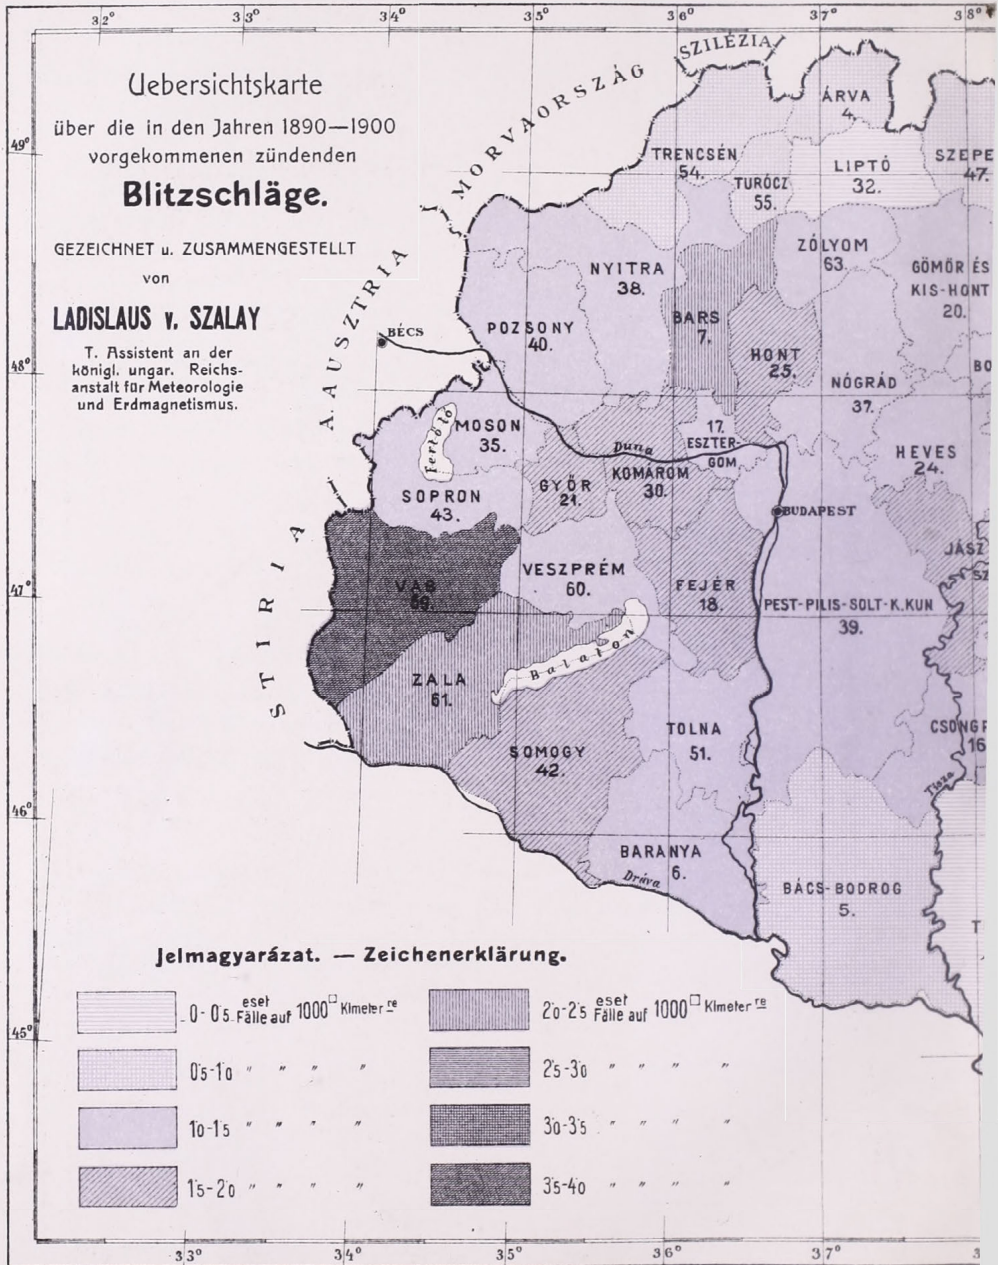 32° 33° 34° 35° 36° 37° 38°
Uebersichtskarte
über die in den Jahren 1890—1900
vorgekommenen zündenden
Blitzschläge.
GEZEICHNET u. ZUSAMMENGESTELLT
von
LADISLAUS v. SZALAY
T. Assistent an der
königl. ungar. Reichs-
anstalt für Meteorologie
und Erdmagnetismus.
49°
48°
47°
46°
45°
SZILÉZIA
MORVAORSZÁG
A. AUSZTRIA
STIRIA
ÁRVA
4.
TRENCSÉN
54.
TURÓCZ
55.
LIPTÓ
32.
SZEPE
47.
NYITRA
38.
ZÓLYOM
63.
GÖMÖR ÉS
KIS-HONT
20.
BARS
7.
POZSONY
40.
BÉCS
HONT
25.
NÓGRÁD
37.
BO
MOSON
35.
Fertő tó
17.
ESZTER-
GOM
Duna
HEVES
24.
GYŐR
21.
KOMÁROM
30.
SOPRON
43.
BUDAPEST
JÁSZ
SZ
VAS
59.
VESZPRÉM
60.
FEJÉR
18.
PEST-PILIS-SOLT-K.KUN
39.
Balaton
ZALA
61.
SOMOGY
42.
TOLNA
51.
CSONGR
16
Tisza
BARANYA
6.
Dráva
BÁCS-BODROG
5.
T
Jelmagyarázat. — Zeichenerklärung.
0-0·5 eset
Fälle auf 1000□ Klmeter re
0·5-1·0 " " " "
1·0-1·5 " " " "
1·5-2·0 " " " "
2·0-2·5 eset
Fälle auf 1000□ Klmeter re
2·5-3·0 " " " "
3·0-3·5 " " " "
3·5-4·0 " " " "
33° 34° 35° 36° 37° 3